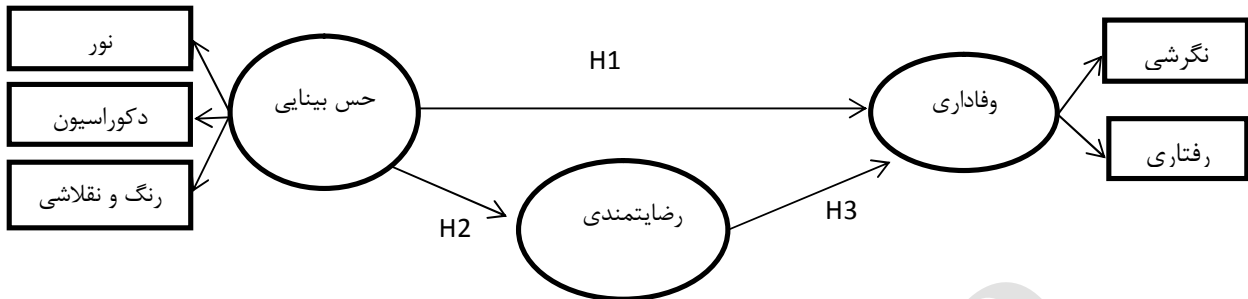 نور
دکوراسیون
رنگ و نقلاشی
حس بینایی
H1
وفاداری
نگرشی
رفتاری
H2
رضایتمندی
H3